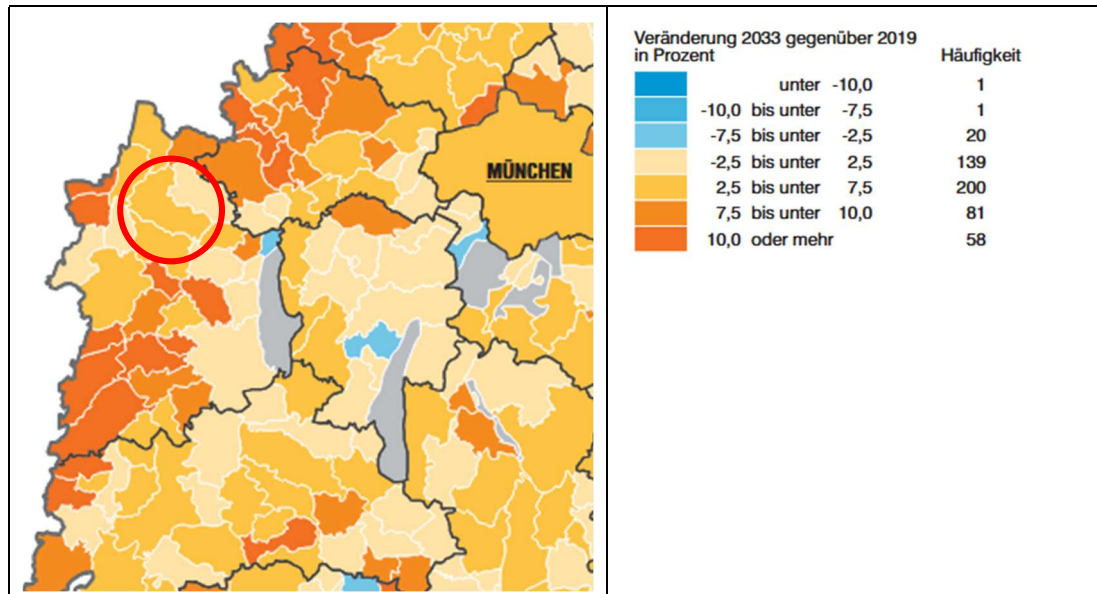 MÜNCHEN
Veränderung 2033 gegenüber 2019
in Prozent Häufigkeit
unter -10,0 1
-10,0 bis unter -7,5 1
-7,5 bis unter -2,5 20
-2,5 bis unter 2,5 139
2,5 bis unter 7,5 200
7,5 bis unter 10,0 81
10,0 oder mehr 58